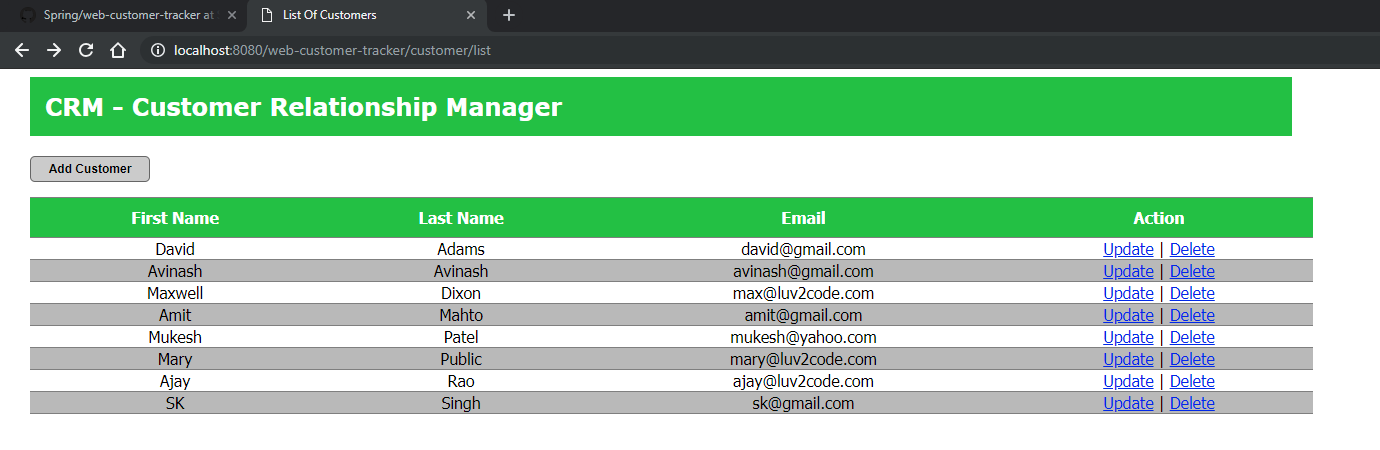 Spring/web-customer-tracker at
List Of Customers
localhost:8080/web-customer-tracker/customer/list
CRM - Customer Relationship Manager
Add Customer
First Name Last Name Email Action
David Adams david@gmail.com Update | Delete
Avinash Avinash avinash@gmail.com Update | Delete
Maxwell Dixon max@luv2code.com Update | Delete
Amit Mahto amit@gmail.com Update | Delete
Mukesh Patel mukesh@yahoo.com Update | Delete
Mary Public mary@luv2code.com Update | Delete
Ajay Rao ajay@luv2code.com Update | Delete
SK Singh sk@gmail.com Update | Delete